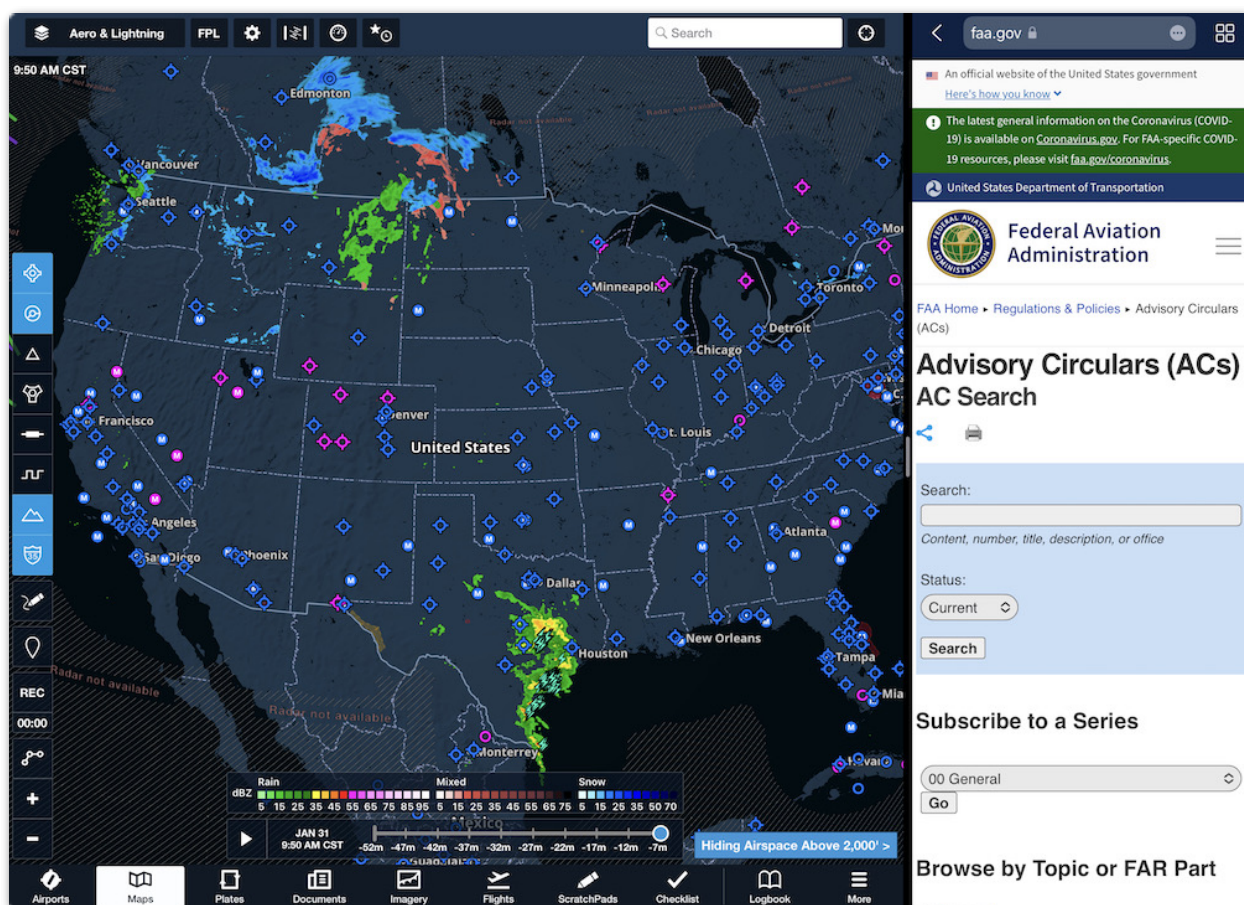 Aero & Lightning
FPL
Search
9:50 AM CST
Edmonton
Radar not available
Radar not available
Vancouver
Seattle
Minneapolis
Toronto
Detroit
Chicago
Francisco
Denver
United States
St. Louis
Angeles
San Diego
Phoenix
Atlanta
Dallas
New Orleans
Houston
Tampa
Radar not available
Radar not available
Monterrey
REC
00:00
Rain Mixed Snow
dBZ
5 15 25 35 45 55 65 75 85 95 5 15 25 35 45 55 65 75 5 15 25 35 50 70
Mexico
JAN 31
9:50 AM CST
-52m -47m -42m -37m -32m -27m -22m -17m -12m -7m
Hiding Airspace Above 2,000' >
Airports
Maps
Plates
Documents
Imagery
Flights
ScratchPads
Checklist
Logbook
More
faa.gov
An official website of the United States government
Here's how you know
The latest general information on the Coronavirus (COVID-
19) is available on Coronavirus.gov. For FAA-specific COVID-
19 resources, please visit faa.gov/coronavirus.
United States Department of Transportation
FEDERAL AVIATION
ADMINISTRATION
Federal Aviation
Administration
FAA Home ▸ Regulations & Policies ▸ Advisory Circulars
(ACs)
Advisory Circulars (ACs)
AC Search
Search:
Content, number, title, description, or office
Status:
Current
Search
Subscribe to a Series
00 General
Go
Browse by Topic or FAR Part